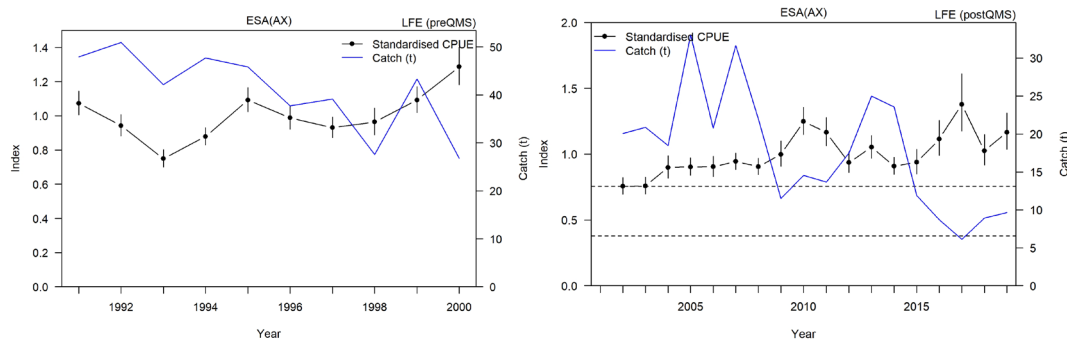 ESA(AX) LFE (preQMS)
Standardised CPUE
Catch (t)
1.4
1.2
1.0
0.8
0.6
0.4
0.2
0.0
Index
50
40
30
20
10
0
Catch (t)
1992 1994 1996 1998 2000
Year
ESA(AX) LFE (postQMS)
Standardised CPUE
Catch (t)
2.0
1.5
1.0
0.5
0.0
Index
30
25
20
15
10
5
0
Catch (t)
2005 2010 2015
Year